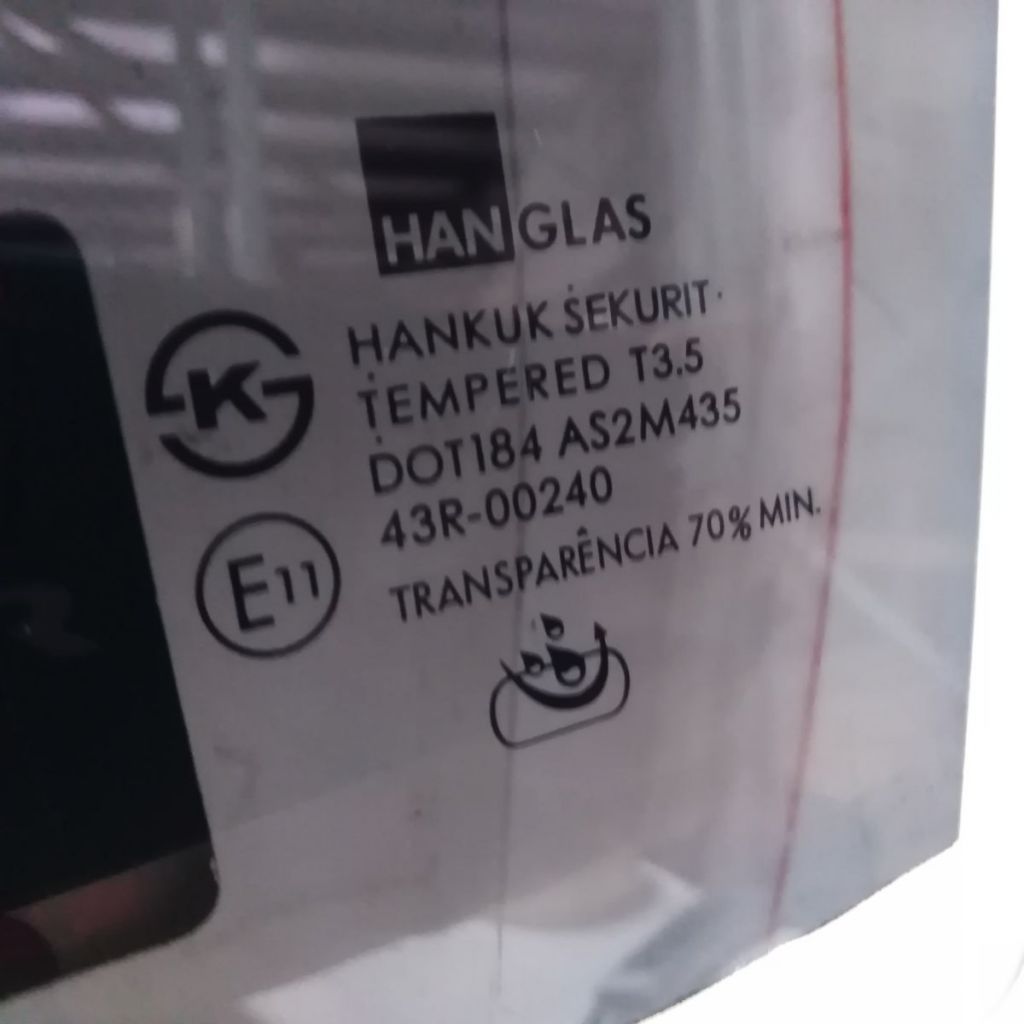 HANGLAS
HANKUK SEKURIT
TEMPERED T3.5
DOT184 AS2M435
43R-00240
TRANSPARÊNCIA 70% MIN.
K
E11